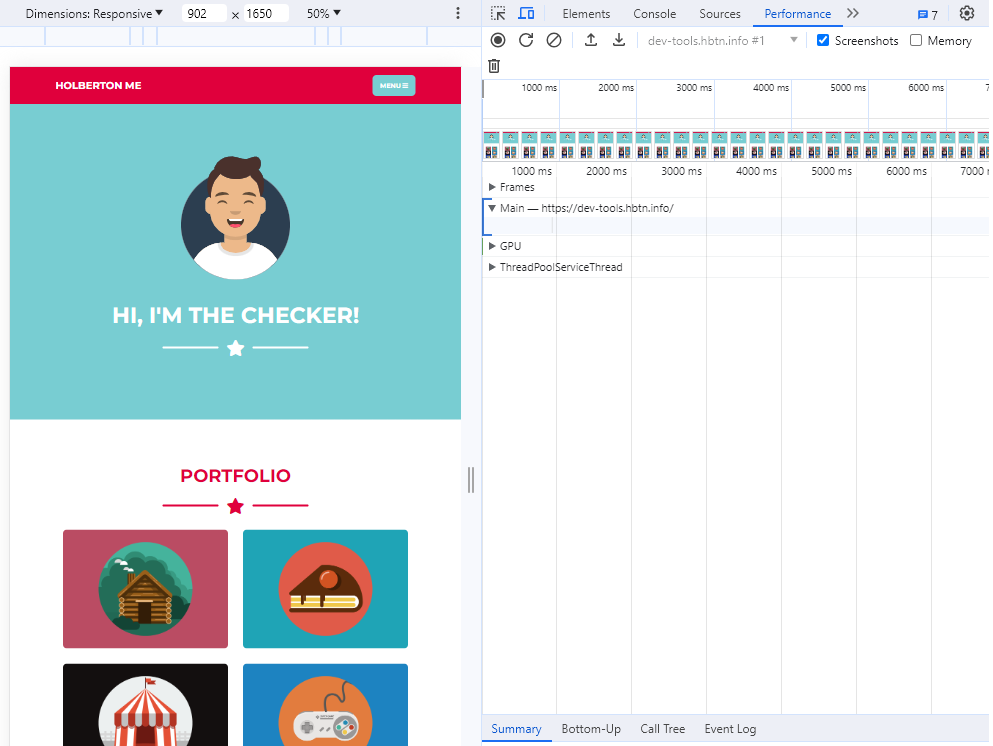 Dimensions: Responsive 902 × 1650 50%
HOLBERTON ME
MENU
HI, I'M THE CHECKER!
PORTFOLIO
Elements Console Sources Performance 7
dev-tools.hbtn.info #1 Screenshots Memory
1000 ms 2000 ms 3000 ms 4000 ms 5000 ms 6000 ms 7
1000 ms 2000 ms 3000 ms 4000 ms 5000 ms 6000 ms 7000
Frames
Main — https://dev-tools.hbtn.info/
GPU
ThreadPoolServiceThread
Summary Bottom-Up Call Tree Event Log